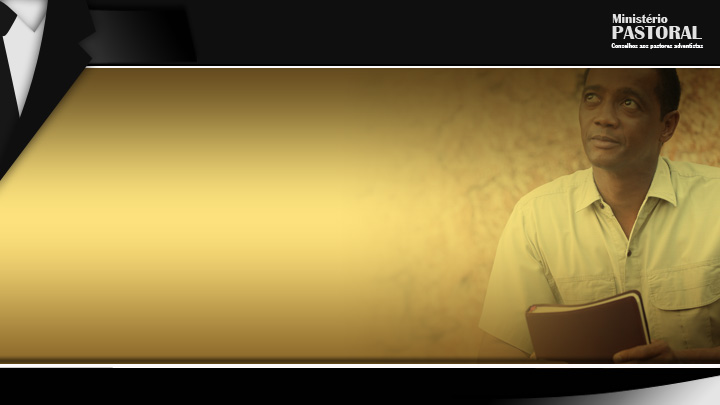 Ministério
PASTORAL
Conselhos aos pastores adventistas